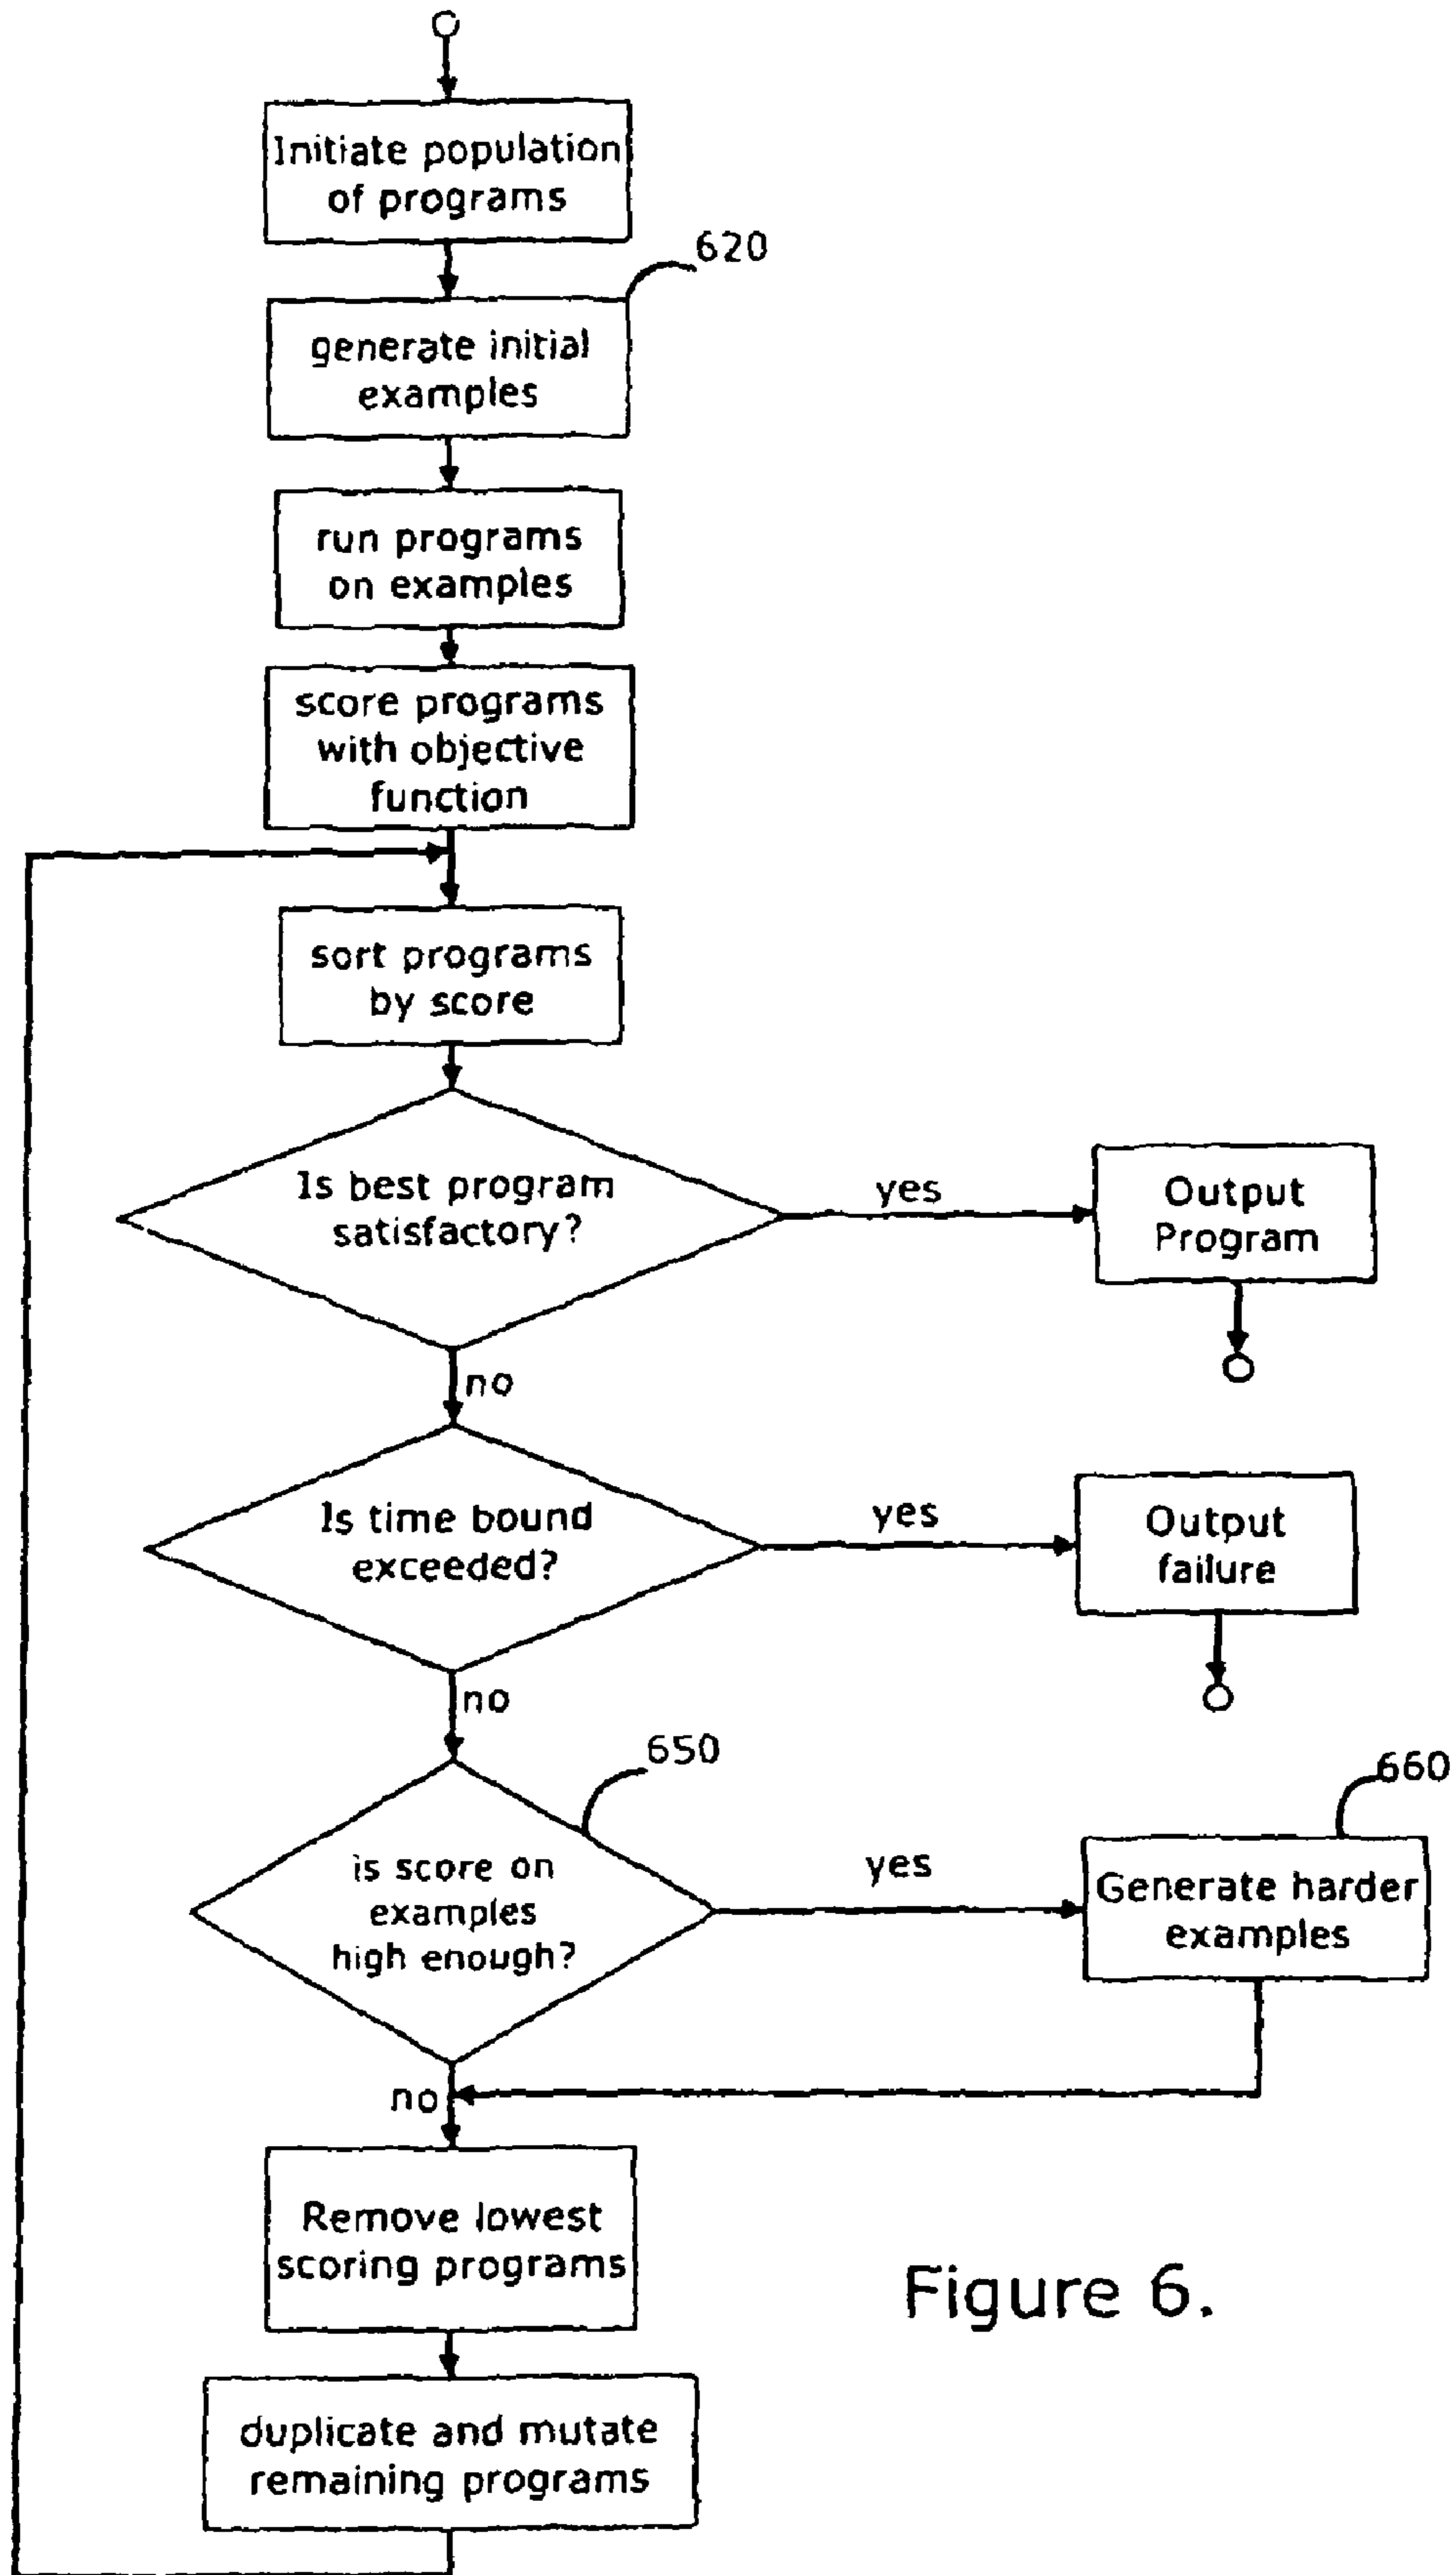 Initiate population
of programs
620
generate initial
examples
run programs
on examples
score programs
with objective
function
sort programs
by score
Is best program
satisfactory?
yes
Output
Program
no
Is time bound
exceeded?
yes
Output
failure
no
650
660
is score on
examples
high enough?
yes
Generate harder
examples
no
Remove lowest
scoring programs
Figure 6.
duplicate and mutate
remaining programs